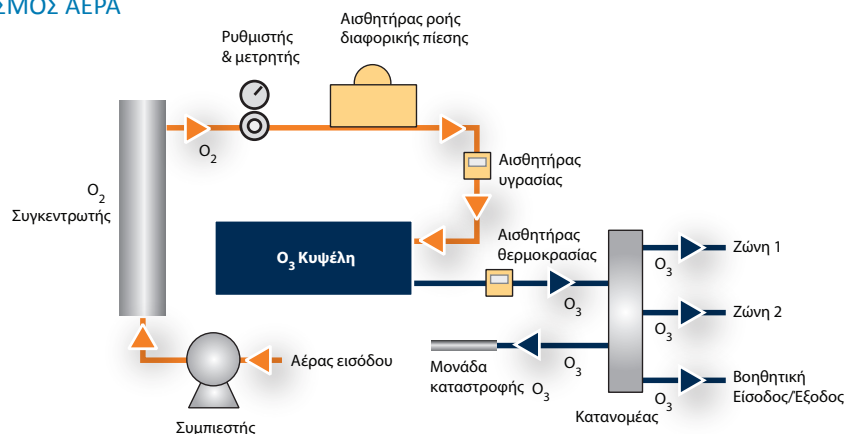 ΣΜΟΣ ΑΕΡΑ
Ρυθμιστής
& μετρητής
Αισθητήρας ροής
διαφορικής πίεσης
O2
O2
Συγκεντρωτής
Αισθητήρας
υγρασίας
O3 Κυψέλη
Αισθητήρας
θερμοκρασίας
O3
O3
Ζώνη 1
O3
Ζώνη 2
O3
Βοηθητική
Είσοδος/Έξοδος
O3
Μονάδα
καταστροφής O3
Κατανομέας
Αέρας εισόδου
Συμπιεστής